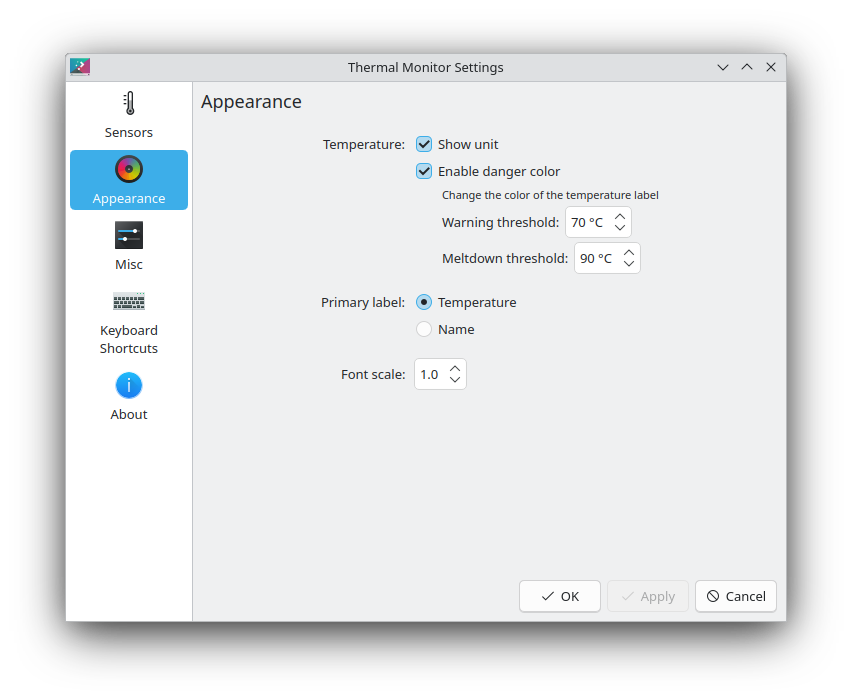 Thermal Monitor Settings
Sensors
Appearance
Misc
Keyboard
Shortcuts
About
Appearance
Temperature: Show unit
Enable danger color
Change the color of the temperature label
Warning threshold: 70 °C
Meltdown threshold: 90 °C
Primary label: Temperature
Name
Font scale: 1.0
OK Apply Cancel